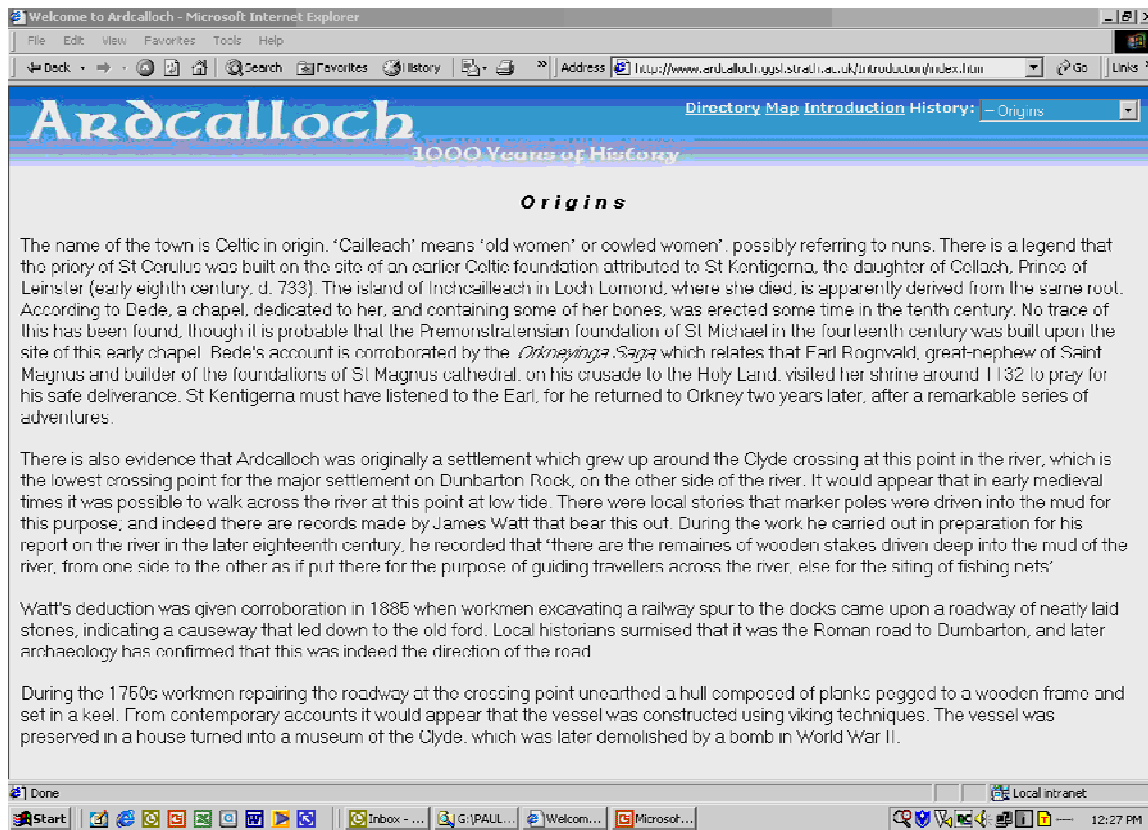 Welcome to Ardcalloch - Microsoft Internet Explorer
File Edit View Favorites Tools Help
Back Search Favorites History » Address http://www.ardcalloch.ggsl.strath.ac.uk/Introduction/index.htm Go Links
Ardcalloch
Directory Map Introduction History: -- Origins
1000 Years of History
Origins
The name of the town is Celtic in origin. 'Cailleach' means 'old women' or cowled women', possibly referring to nuns. There is a legend that
the priory of St Cerulus was built on the site of an earlier Celtic foundation attributed to St Kentigerna, the daughter of Cellach, Prince of
Leinster (early eighth century, d. 733). The island of Inchcailleach in Loch Lomond, where she died, is apparently derived from the same root.
According to Bede, a chapel, dedicated to her, and containing some of her bones, was erected some time in the tenth century. No trace of
this has been found, though it is probable that the Premonstratensian foundation of St Michael in the fourteenth century was built upon the
site of this early chapel. Bede's account is corroborated by the Orkneyinga Saga which relates that Earl Rognvald, great-nephew of Saint
Magnus and builder of the foundations of St Magnus cathedral, on his crusade to the Holy Land, visited her shrine around 1132 to pray for
his safe deliverance. St Kentigerna must have listened to the Earl, for he returned to Orkney two years later, after a remarkable series of
adventures.
There is also evidence that Ardcalloch was originally a settlement which grew up around the Clyde crossing at this point in the river, which is
the lowest crossing point for the major settlement on Dunbarton Rock, on the other side of the river. It would appear that in early medieval
times it was possible to walk across the river at this point at low tide. There were local stories that marker poles were driven into the mud for
this purpose; and indeed there are records made by James Watt that bear this out. During the work he carried out in preparation for his
report on the river in the later eighteenth century, he recorded that 'there are the remaines of wooden stakes driven deep into the mud of the
river, from one side to the other as if put there for the purpose of guiding travellers across the river, else for the siting of fishing nets'
Watt's deduction was given corroboration in 1885 when workmen excavating a railway spur to the docks came upon a roadway of neatly laid
stones, indicating a causeway that led down to the old ford. Local historians surmised that it was the Roman road to Dumbarton, and later
archaeology has confirmed that this was indeed the direction of the road
During the 1750s workmen repairing the roadway at the crossing point unearthed a hull composed of planks pegged to a wooden frame and
set in a keel. From contemporary accounts it would appear that the vessel was constructed using viking techniques. The vessel was
preserved in a house turned into a museum of the Clyde, which was later demolished by a bomb in World War II.
Done Local intranet
Start Inbox - ... G:\PAUL... Welcom... Microsof... 12:27 PM